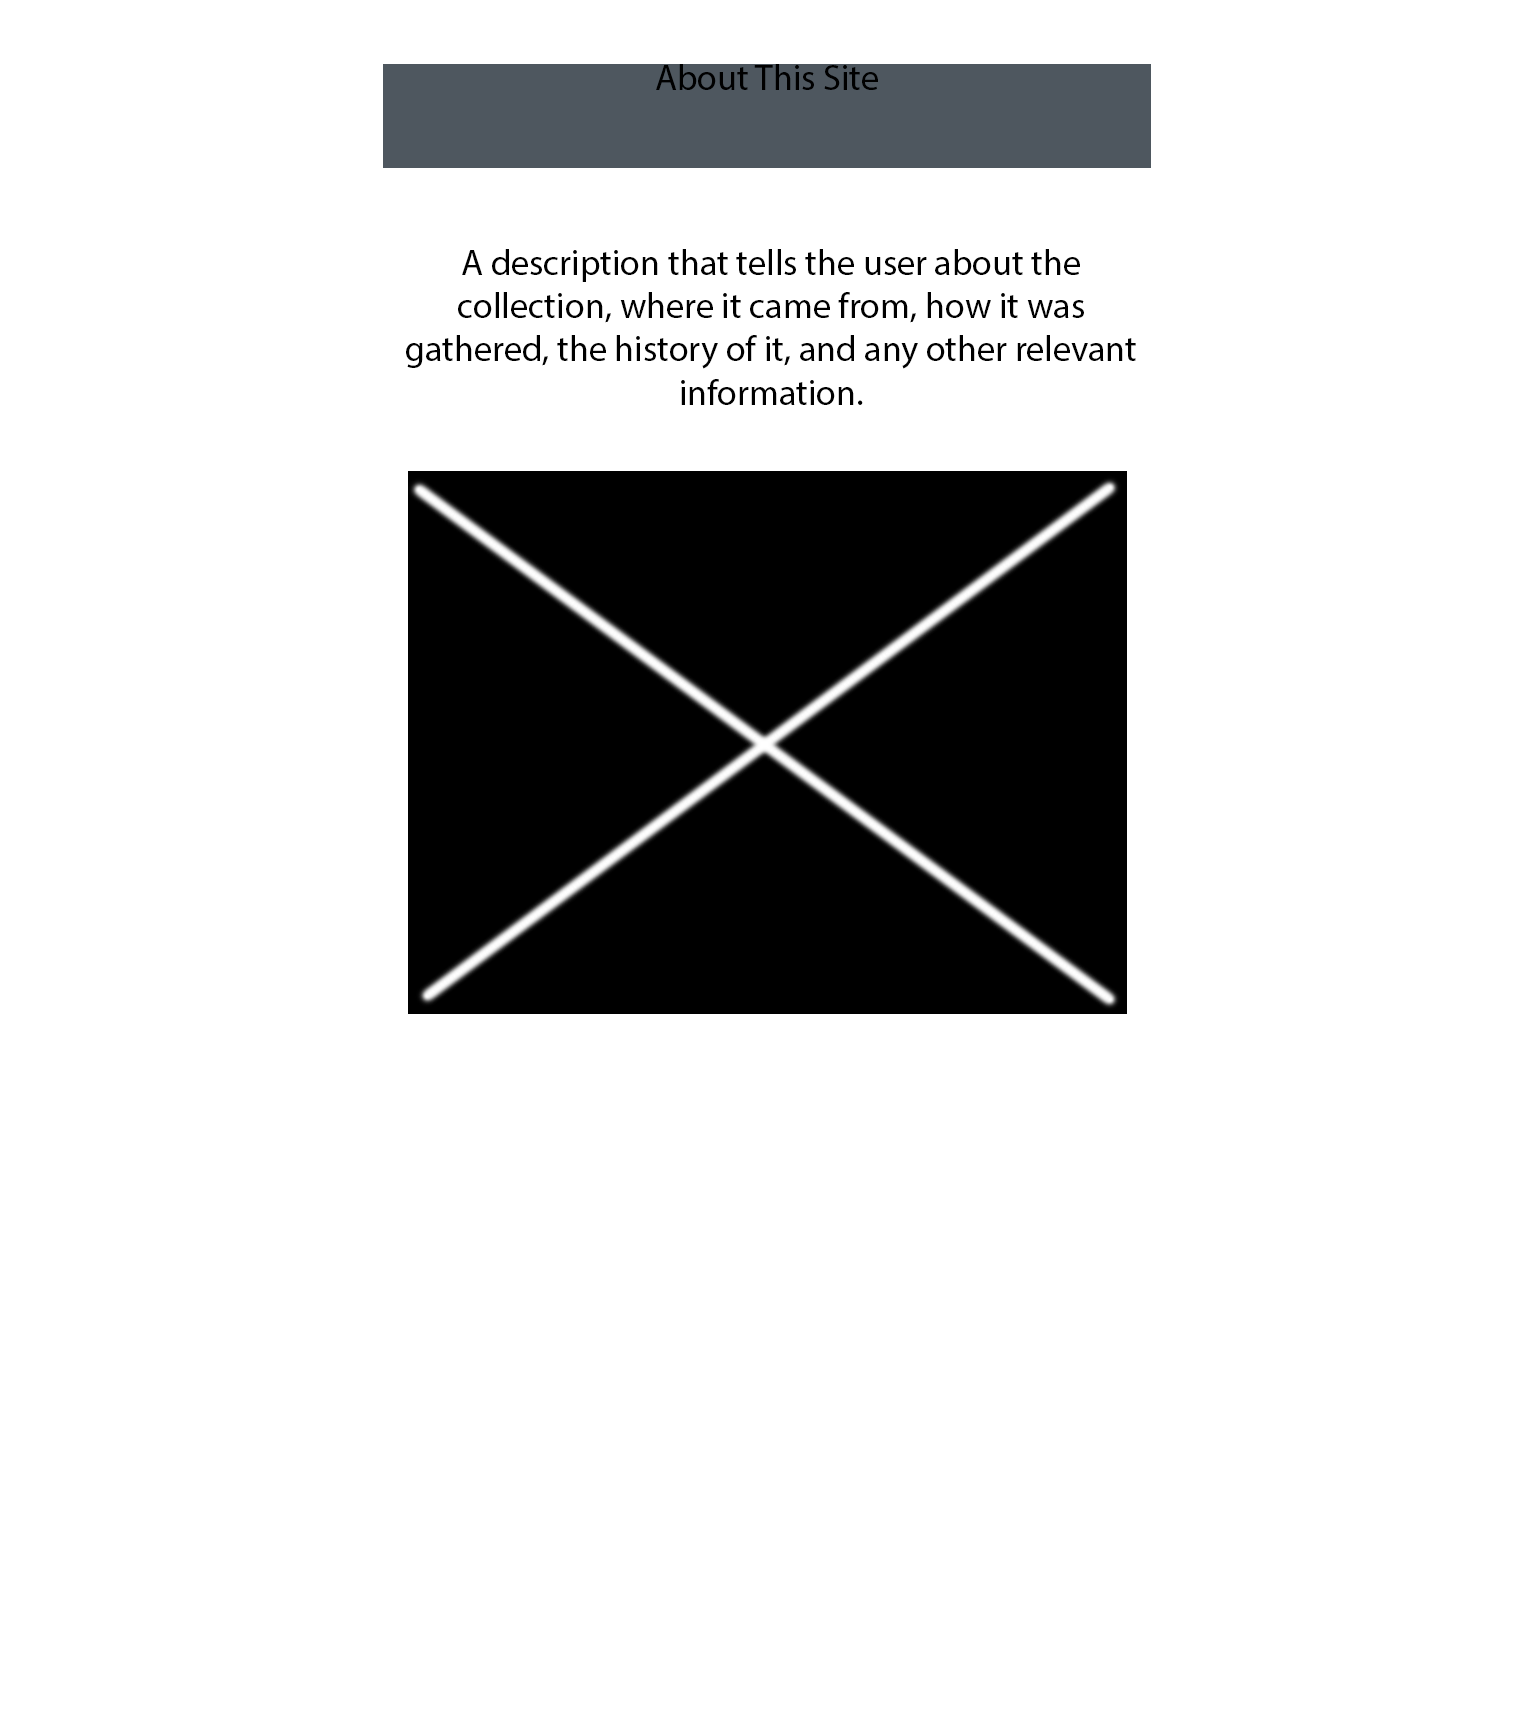 About This Site
A description that tells the user about the
collection, where it came from, how it was
gathered, the history of it, and any other relevant
information.